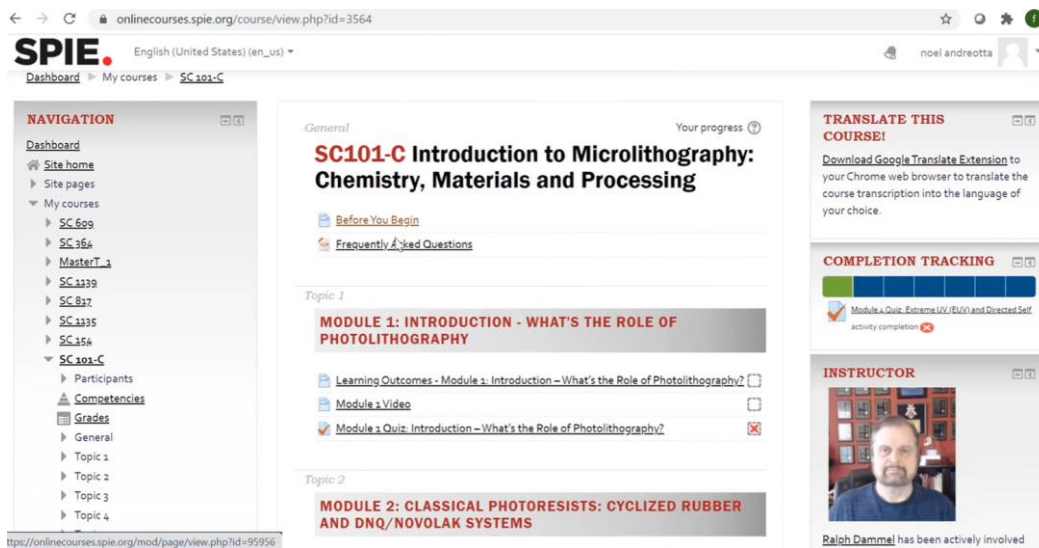 onlinecourses.spie.org/course/view.php?id=3564
SPIE.
English (United States) (en_us)
noel andreotta
Dashboard
My courses
SC 101-C
NAVIGATION
Dashboard
Site home
Site pages
My courses
SC 609
SC 364
MasterT_1
SC 1139
SC 817
SC 1135
SC 154
SC 101-C
Participants
Competencies
Grades
General
Topic 1
Topic 2
Topic 3
Topic 4
ttps://onlinecourses.spie.org/mod/page/view.php?id=95956
General
Your progress
SC101-C Introduction to Microlithography:
Chemistry, Materials and Processing
Before You Begin
Frequently Asked Questions
Topic 1
MODULE 1: INTRODUCTION - WHAT'S THE ROLE OF
PHOTOLITHOGRAPHY
Learning Outcomes - Module 1: Introduction – What's the Role of Photolithography?
Module 1 Video
Module 1 Quiz: Introduction – What's the Role of Photolithography?
Topic 2
MODULE 2: CLASSICAL PHOTORESISTS: CYCLIZED RUBBER
AND DNQ/NOVOLAK SYSTEMS
TRANSLATE THIS
COURSE!
Download Google Translate Extension to
your Chrome web browser to translate the
course transcription into the language of
your choice.
COMPLETION TRACKING
Module 4 Quiz: Extreme UV (EUV) and Directed Self
activity completion
INSTRUCTOR
Ralph Dammel has been actively involved